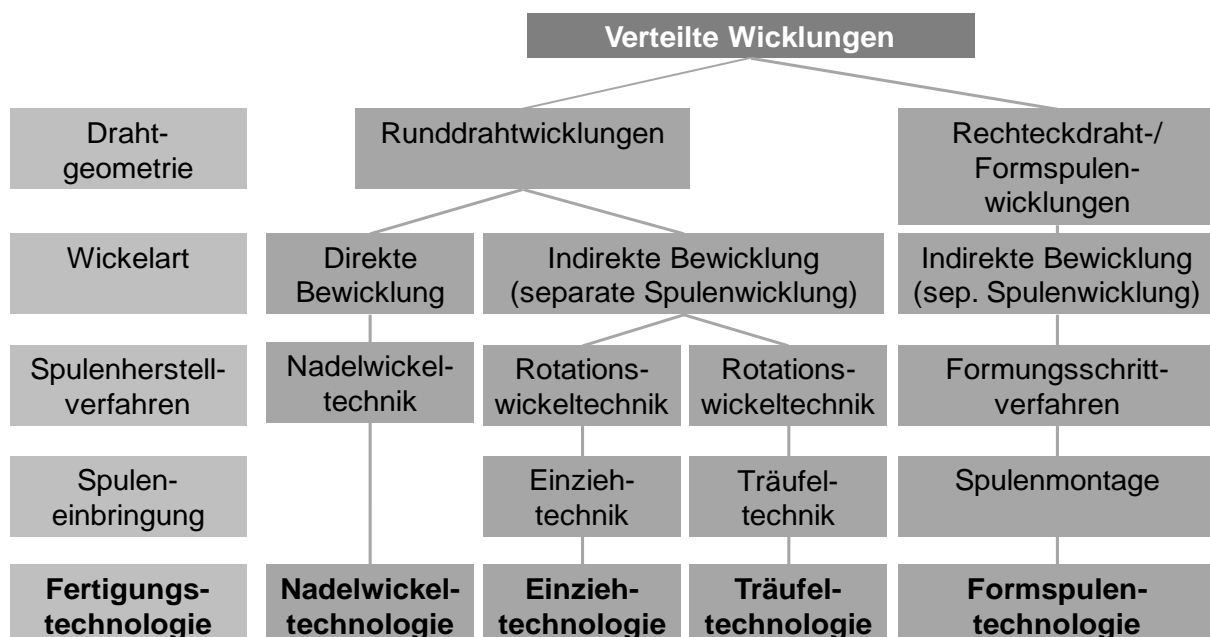 Verteilte Wicklungen
Draht-
geometrie
Runddrahtwicklungen
Rechteckdraht-/
Formspulen-
wicklungen
Wickelart
Direkte
Bewicklung
Indirekte Bewicklung
(separate Spulenwicklung)
Indirekte Bewicklung
(sep. Spulenwicklung)
Spulenherstell-
verfahren
Nadelwickel-
technik
Rotations-
wickeltechnik
Rotations-
wickeltechnik
Formungsschritt-
verfahren
Spulen-
einbringung
Einzieh-
technik
Träufel-
technik
Spulenmontage
Fertigungs-
technologie
Nadelwickel-
technologie
Einzieh-
technologie
Träufel-
technologie
Formspulen-
technologie